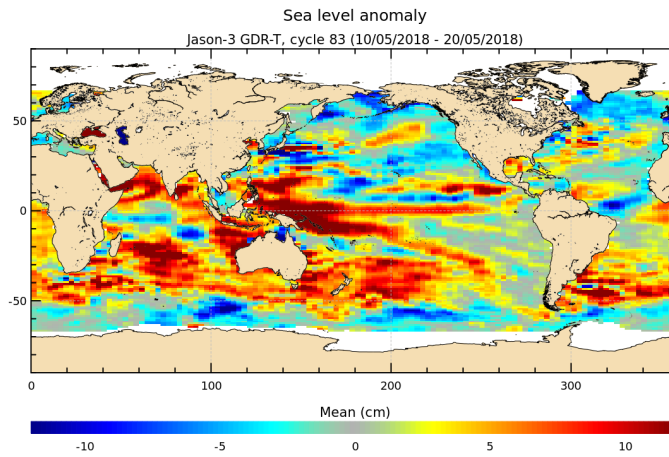 Sea level anomaly
Jason-3 GDR-T, cycle 83 (10/05/2018 - 20/05/2018)
50
0
-50
0 100 200 300
Mean (cm)
-10 -5 0 5 10